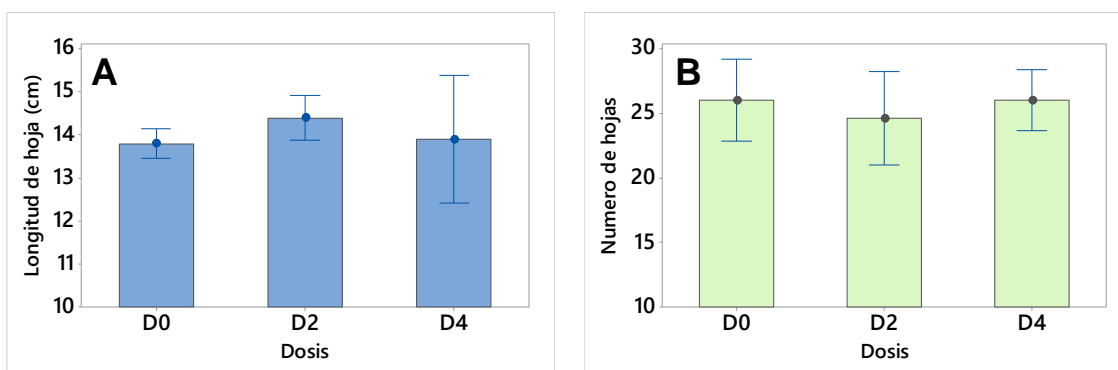 A
Longitud de hoja (cm)
16
15
14
13
12
11
10
D0 D2 D4
Dosis
B
Numero de hojas
30
25
20
15
10
D0 D2 D4
Dosis